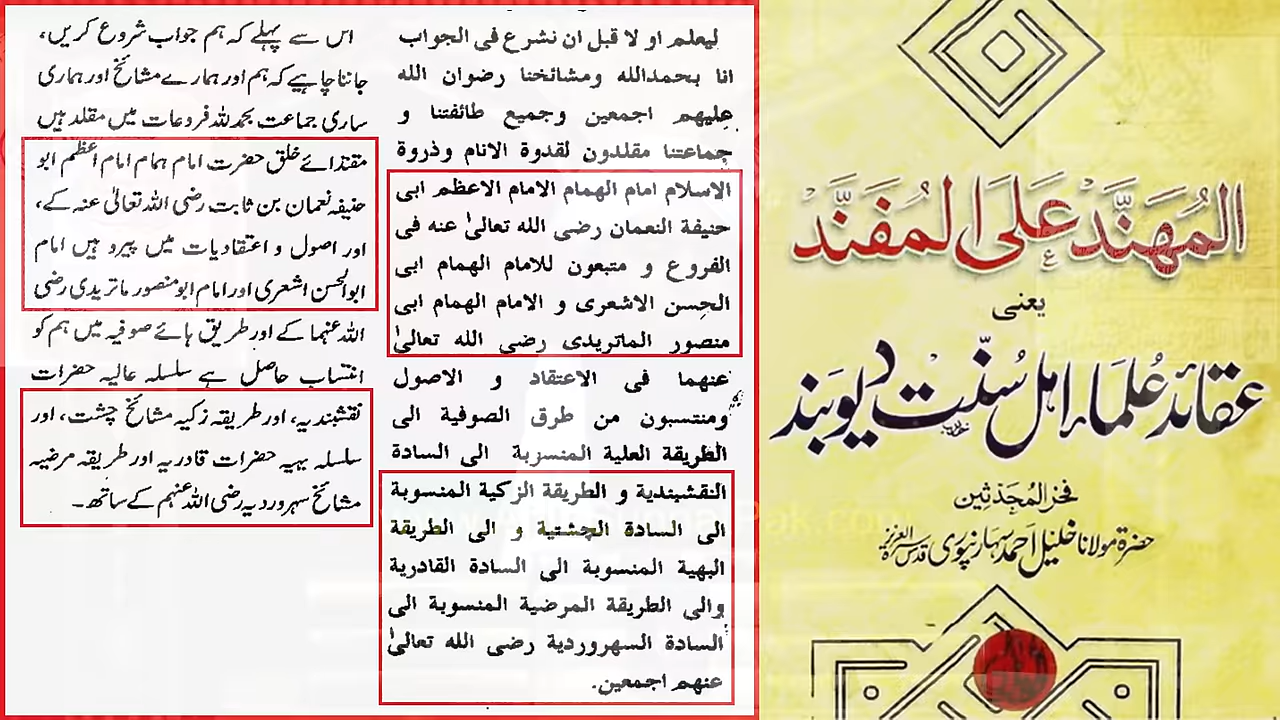 ليعلم او لا قبل ان نشرع فى الجواب
انا بحمدالله ومشائخنا رضوان الله
عليهم اجمعين وجميع طائفتنا و
جماعتنا مقلدون لقدوة الانام وذروة
الاسلام امام الهمام الامام الاعظم ابى
حنيفة النعمان رضى الله تعالىٰ عنه فى
الفروع و متبعون للامام الهمام ابى
الحسن الاشعرى و الامام الهمام ابى
منصور الماتريدى رضى الله تعالىٰ
عنهما فى الاعتقاد و الاصول
ومنتسبون من طرق الصوفية الى
الطريقة العلية المنسوبة الى السادة
النقشبندية و الطريقة الزكية المنسوبة
الى السادة الچشتية و الى الطريقة
البهية المنسوبة الى السادة القادرية
والى الطريقة المرضية المنسوبة الى
السادة السهروردية رضى الله تعالىٰ
عنهم اجمعين.
اس سے پہلے کہ ہم جواب شروع کریں،
جاننا چاہیے کہ ہم اور ہمارے مشائخ اور ہماری
ساری جماعت بحمد للہ فروعات میں مقلد ہیں
مقتدائے خلق حضرت امام ہمام امام اعظم ابو
حنیفہ نعمان بن ثابت رضی اللہ تعالیٰ عنہ کے،
اور اصول و اعتقادیات میں پیرو ہیں امام
ابوالحسن اشعری اور امام ابو منصور ماتریدی رضی
اللہ عنہما کے اور طریق ہائے صوفیہ میں ہم کو
انتساب حاصل ہے سلسلہ عالیہ حضرات
نقشبندیہ، اور طریقہ زکیہ مشائخ چشت، اور
سلسلہ بہیہ حضرات قادریہ اور طریقہ مرضیہ
مشائخ سہروردیہ رضی اللہ عنہم کے ساتھ۔
المُهَنَّد عَلَى المُفَنَّد
یعنی
عقائد عُلماء اہل سُنّت دیوبند
فخر المحدثین
حضرۃ مولانا خلیل احمد سہارنپوری قدس سرہ العزیز